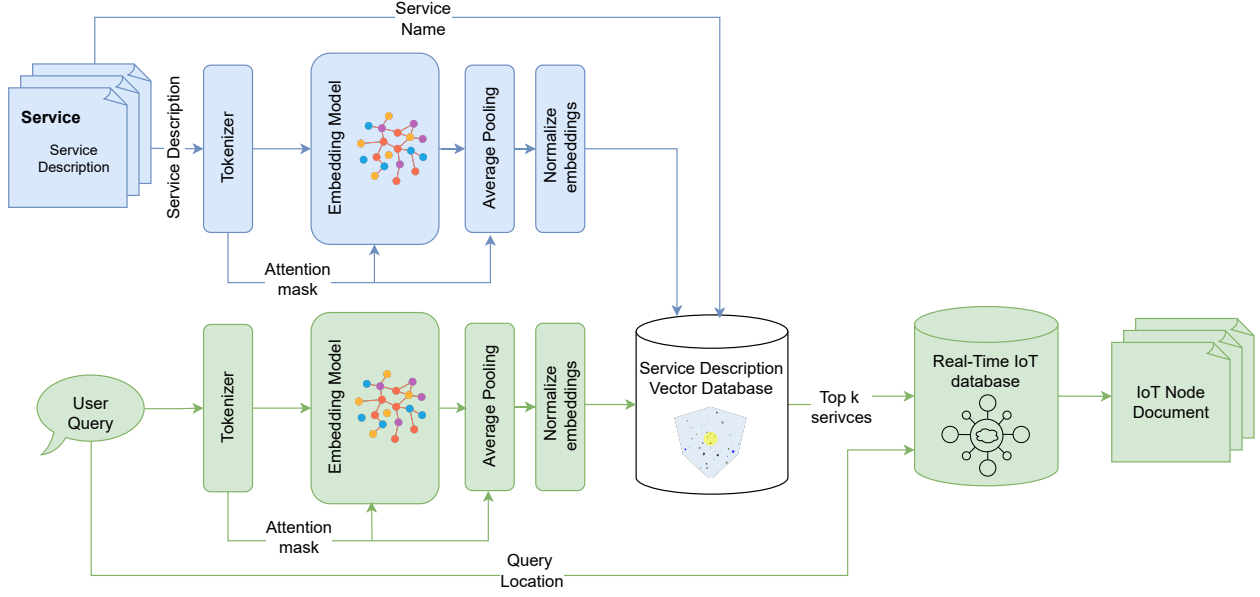 Service
Name
Service
Service
Description
Service Description
Tokenizer
Embedding Model
Average Pooling
Normalize
embeddings
Attention
mask
User
Query
Tokenizer
Embedding Model
Average Pooling
Normalize
embeddings
Attention
mask
Service Description
Vector Database
Top k
serivces
Real-Time IoT
database
IoT Node
Document
Query
Location